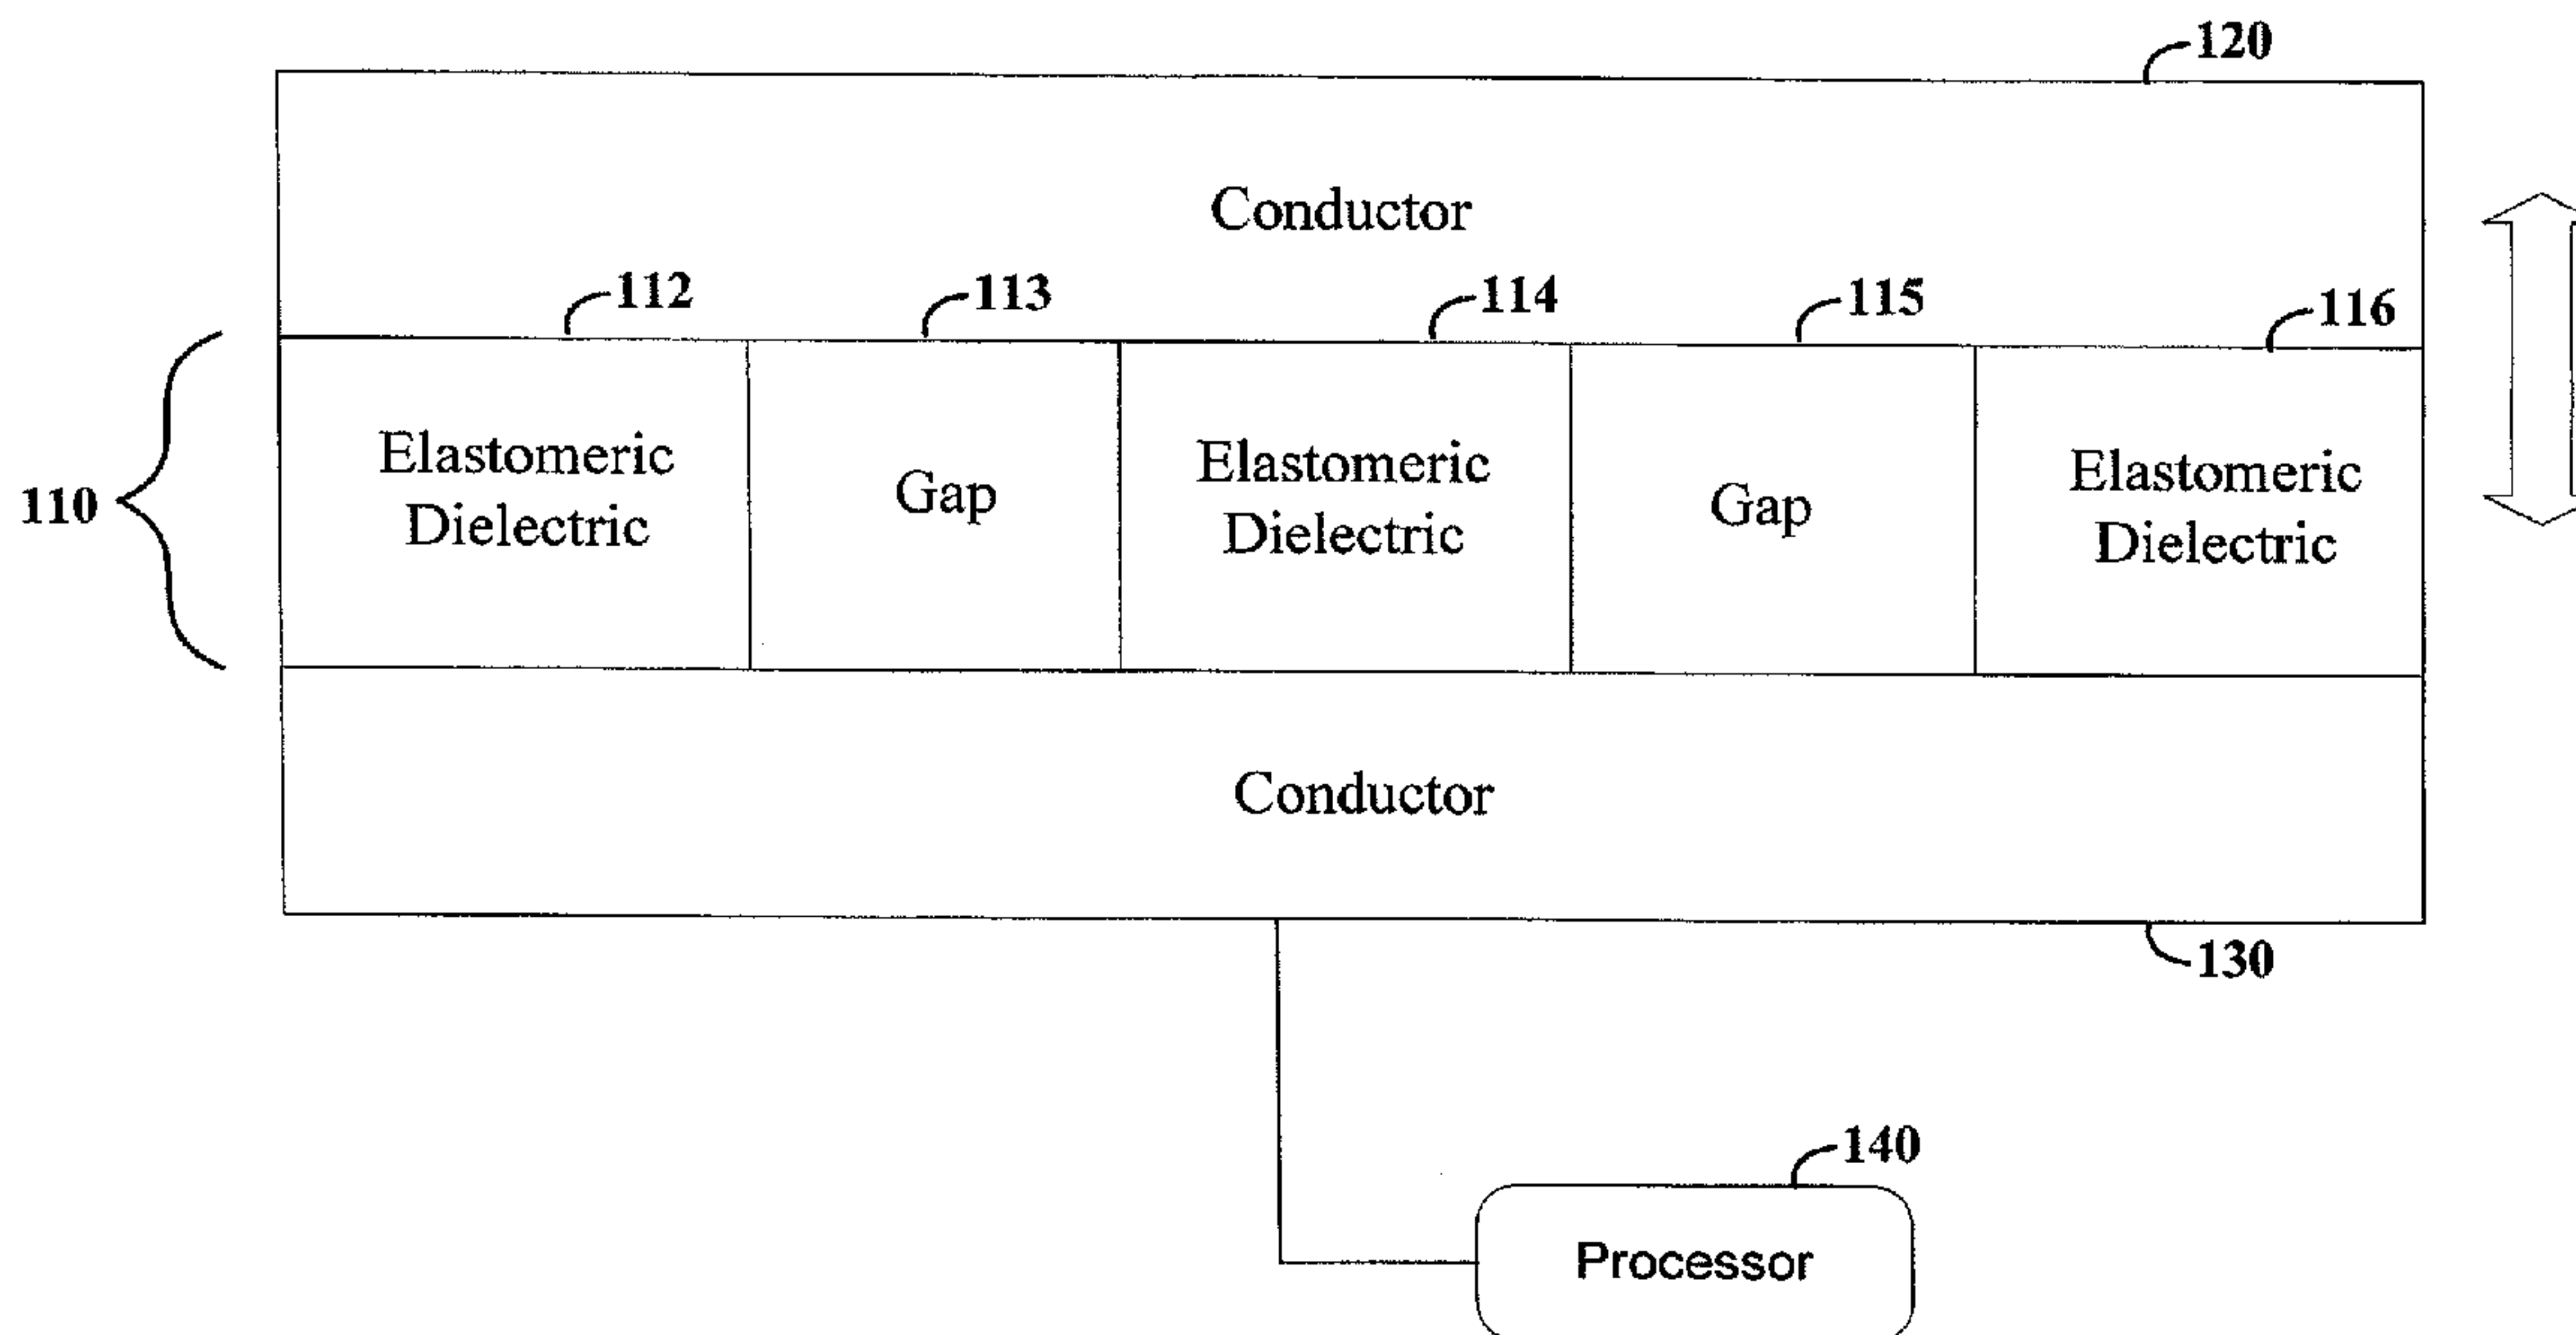 120
Conductor
112
113
114
115
116
110
Elastomeric
Dielectric
Gap
Elastomeric
Dielectric
Gap
Elastomeric
Dielectric
Conductor
130
140
Processor